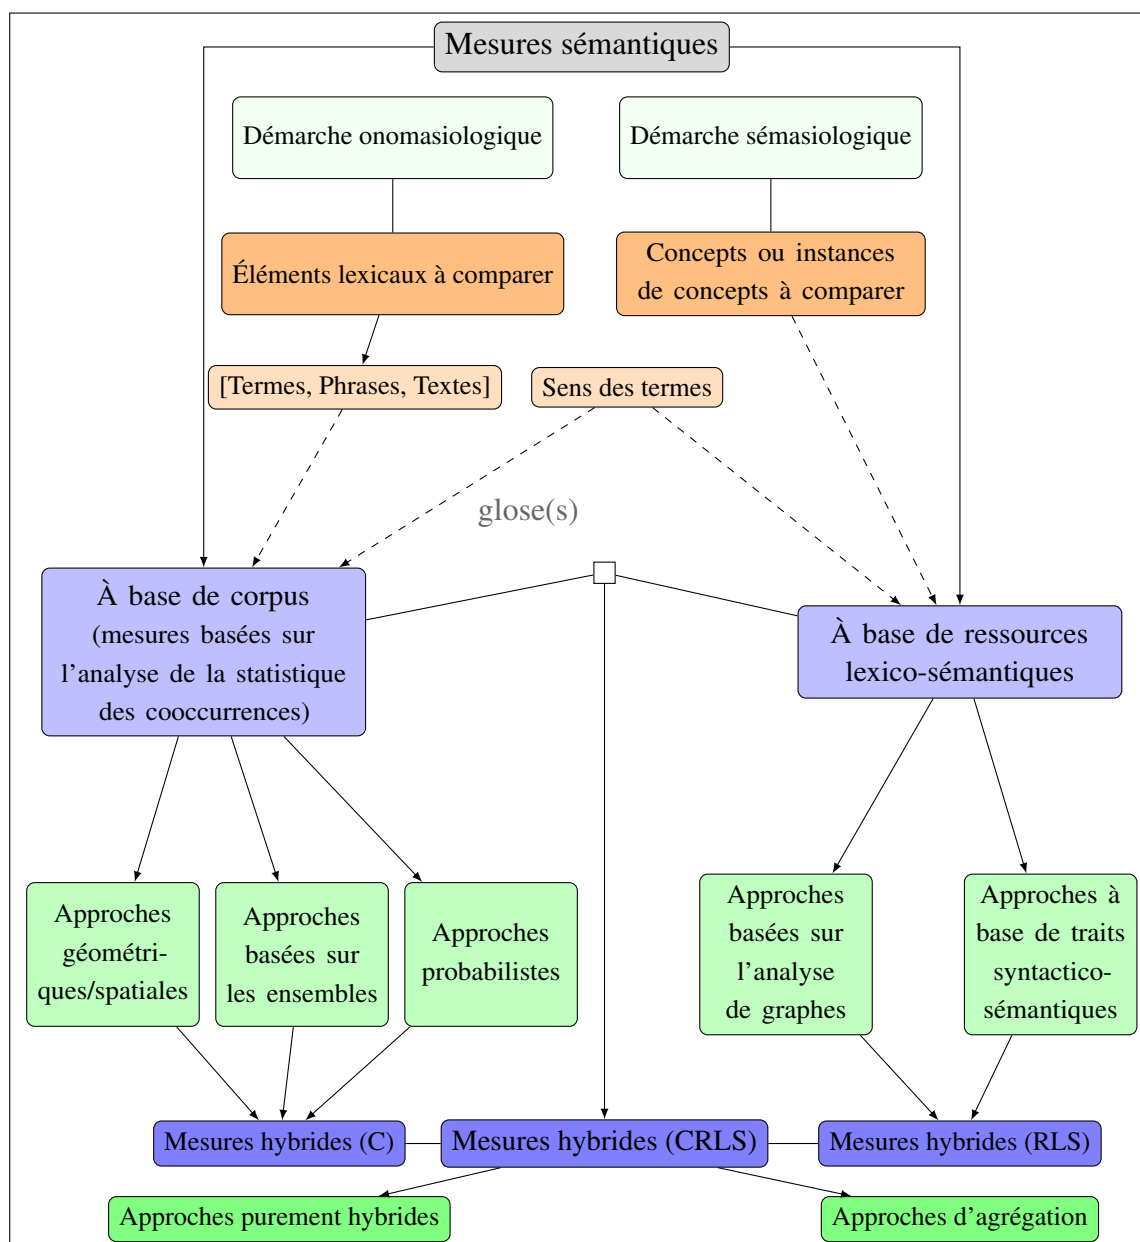 Mesures sémantiques
Démarche onomasiologique
Démarche sémasiologique
Éléments lexicaux à comparer
Concepts ou instances
de concepts à comparer
[Termes, Phrases, Textes]
Sens des termes
glose(s)
À base de corpus
(mesures basées sur
l'analyse de la statistique
des cooccurrences)
À base de ressources
lexico-sémantiques
Approches
géométri-
ques/spatiales
Approches
basées sur
les ensembles
Approches
probabilistes
Approches
basées sur
l'analyse
de graphes
Approches à
base de traits
syntactico-
sémantiques
Mesures hybrides (C)
Mesures hybrides (CRLS)
Mesures hybrides (RLS)
Approches purement hybrides
Approches d'agrégation